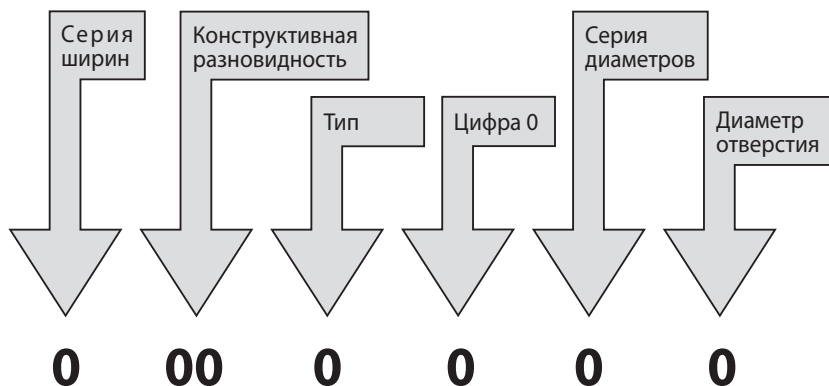 Серия
ширин
Конструктивная
разновидность
Серия
диаметров
Тип
Цифра 0
Диаметр
отверстия
0 00 0 0 0 0